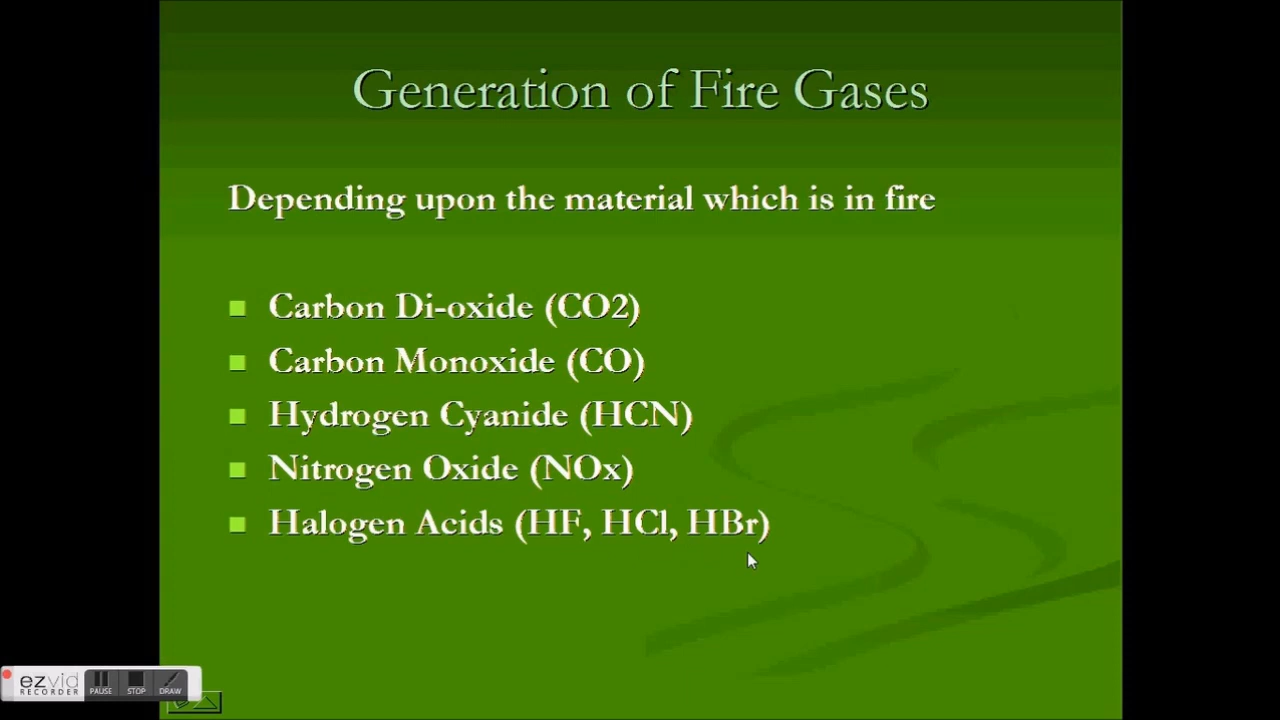 Generation of Fire Gases
Depending upon the material which is in fire
Carbon Di-oxide (CO2)
Carbon Monoxide (CO)
Hydrogen Cyanide (HCN)
Nitrogen Oxide (NOx)
Halogen Acids (HF, HCl, HBr)
ezvid
RECORDER
PAUSE STOP DRAW